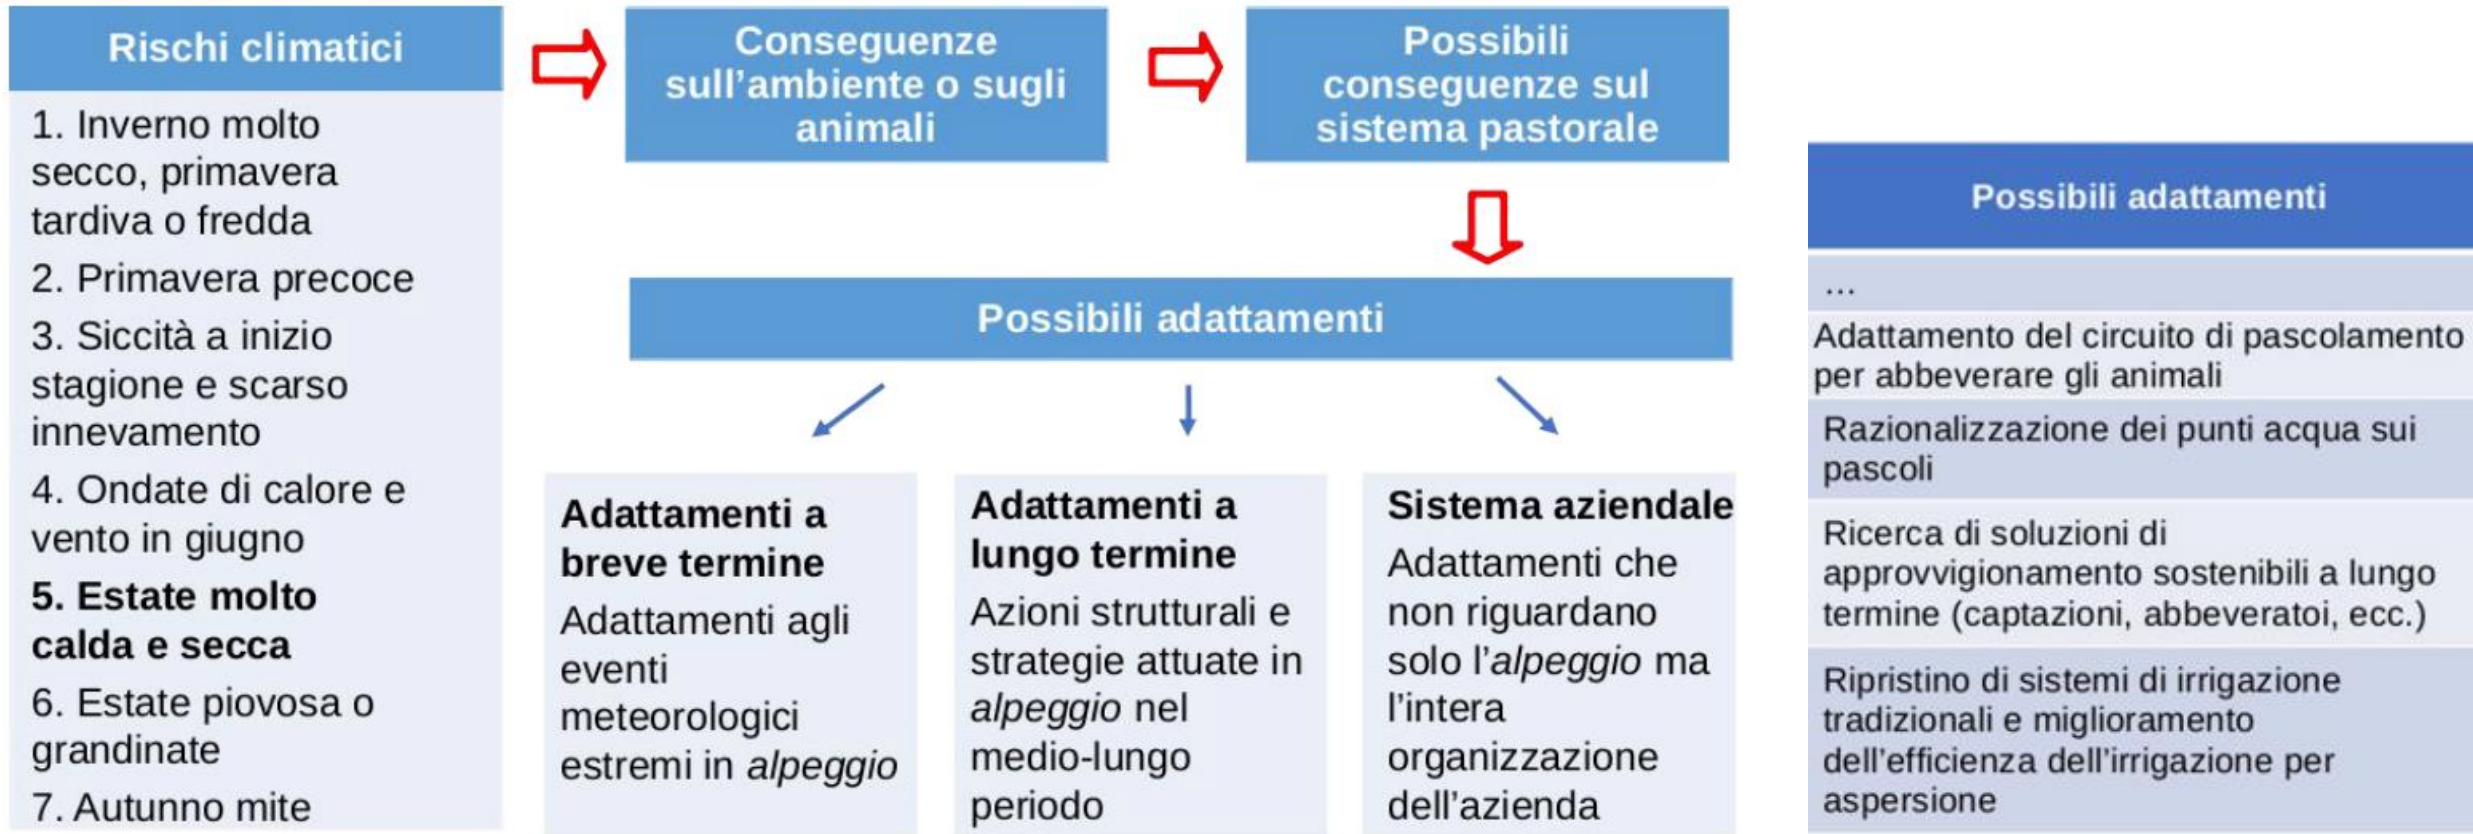 Rischi climatici
1. Inverno molto
secco, primavera
tardiva o fredda
2. Primavera precoce
3. Siccità a inizio
stagione e scarso
innevamento
4. Ondate di calore e
vento in giugno
5. Estate molto
calda e secca
6. Estate piovosa o
grandinate
7. Autunno mite
Conseguenze
sull'ambiente o sugli
animali
Possibili
conseguenze sul
sistema pastorale
Possibili adattamenti
Adattamenti a
breve termine
Adattamenti agli
eventi
meteorologici
estremi in alpeggio
Adattamenti a
lungo termine
Azioni strutturali e
strategie attuate in
alpeggio nel
medio-lungo
periodo
Sistema aziendale
Adattamenti che
non riguardano
solo l'alpeggio ma
l'intera
organizzazione
dell'azienda
Possibili adattamenti
...
Adattamento del circuito di pascolamento
per abbeverare gli animali
Razionalizzazione dei punti acqua sui
pascoli
Ricerca di soluzioni di
approvvigionamento sostenibili a lungo
termine (captazioni, abbeveratoi, ecc.)
Ripristino di sistemi di irrigazione
tradizionali e miglioramento
dell'efficienza dell'irrigazione per
aspersione